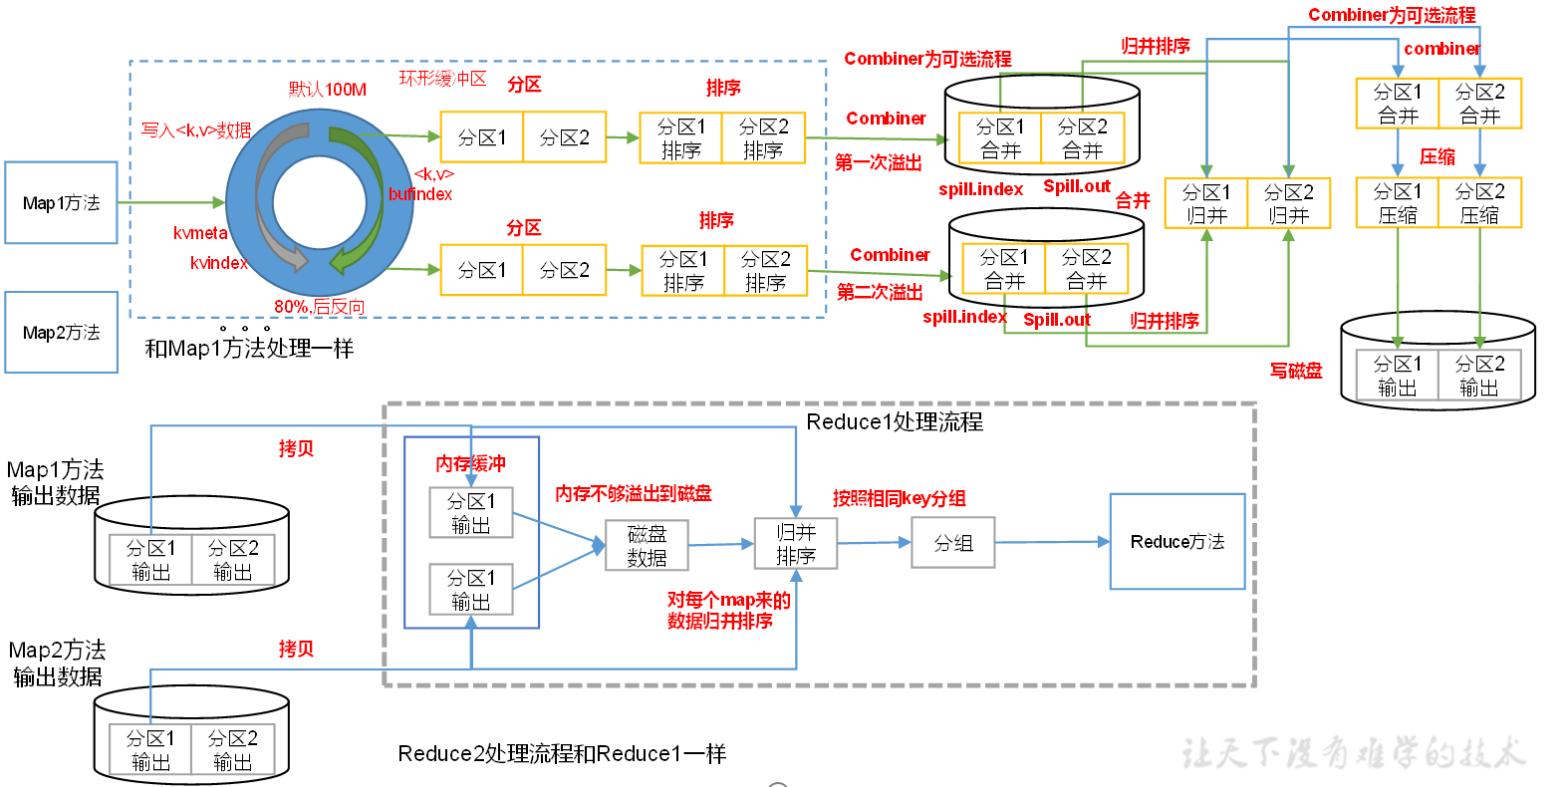 Combiner为可选流程
默认100M
环形缓冲区
分区
排序
Combiner为可选流程
归并排序
combiner
写入<k,v>数据
分区1
分区2
分区1
排序
分区2
排序
Combiner
第一次溢出
分区1
合并
分区2
合并
spill.index
Spill.out
分区1
合并
分区2
合并
压缩
Map1方法
<k,v>
bufindex
kvmeta
kvindex
80%,后反向
分区
排序
分区1
分区2
分区1
排序
分区2
排序
Combiner
第二次溢出
合并
分区1
合并
分区2
合并
spill.index
Spill.out
归并排序
分区1
归并
分区2
归并
分区1
压缩
分区2
压缩
Map2方法
。。。
和Map1方法处理一样
写磁盘
分区1
输出
分区2
输出
Reduce1处理流程
Map1方法
输出数据
拷贝
分区1
输出
分区2
输出
内存缓冲
分区1
输出
分区1
输出
内存不够溢出到磁盘
磁盘
数据
归并
排序
对每个map来的
数据归并排序
按照相同key分组
分组
Reduce方法
Map2方法
输出数据
拷贝
分区1
输出
分区2
输出
Reduce2处理流程和Reduce1一样
让天下没有难学的技术